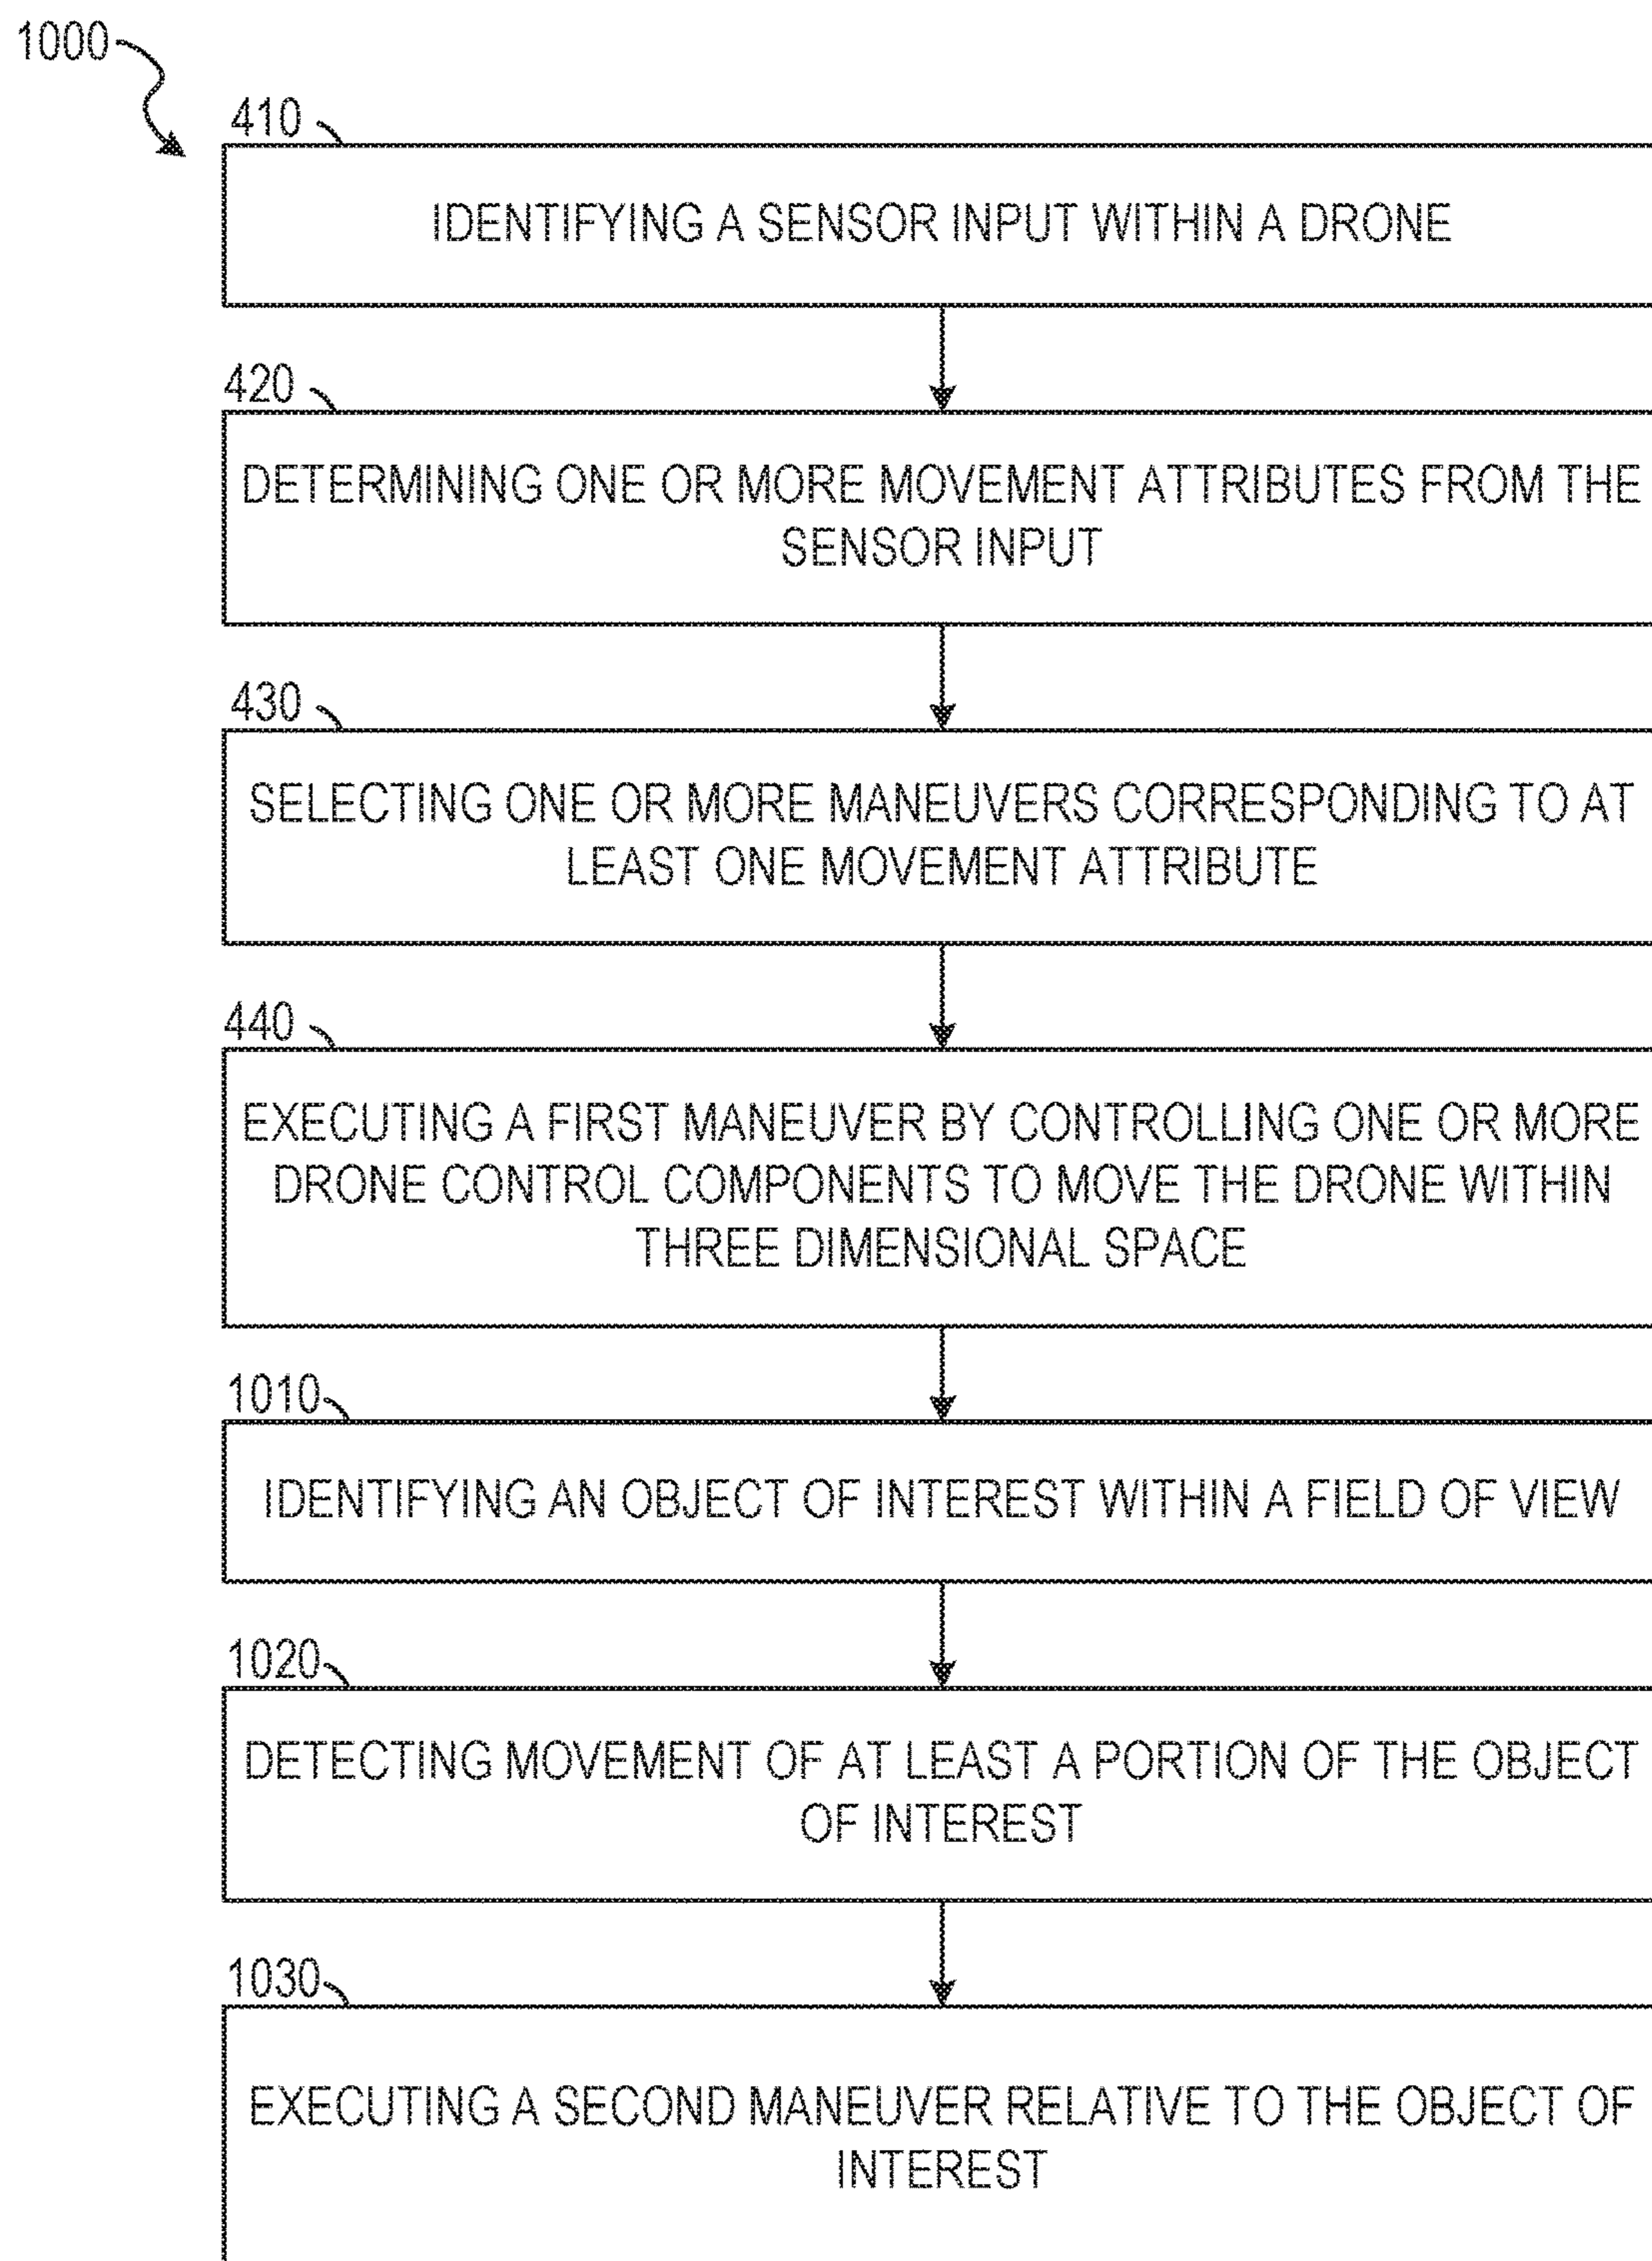 1000
410
IDENTIFYING A SENSOR INPUT WITHIN A DRONE
420
DETERMINING ONE OR MORE MOVEMENT ATTRIBUTES FROM THE
SENSOR INPUT
430
SELECTING ONE OR MORE MANEUVERS CORRESPONDING TO AT
LEAST ONE MOVEMENT ATTRIBUTE
440
EXECUTING A FIRST MANEUVER BY CONTROLLING ONE OR MORE
DRONE CONTROL COMPONENTS TO MOVE THE DRONE WITHIN
THREE DIMENSIONAL SPACE
1010
IDENTIFYING AN OBJECT OF INTEREST WITHIN A FIELD OF VIEW
1020
DETECTING MOVEMENT OF AT LEAST A PORTION OF THE OBJECT
OF INTEREST
1030
EXECUTING A SECOND MANEUVER RELATIVE TO THE OBJECT OF
INTEREST